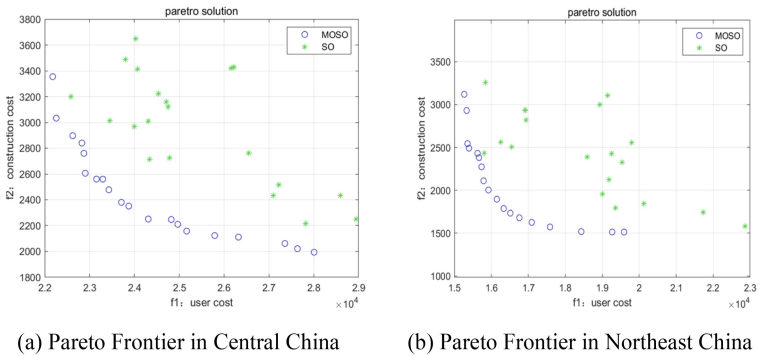 paretro solution
3800
3600
3400
3200
3000
2800
2600
2400
2200
2000
1800
f2：construction cost
MOSO
SO
2.2 2.3 2.4 2.5 2.6 2.7 2.8 2.9
f1：user cost
×10⁴
(a) Pareto Frontier in Central China
pareto solution
3500
3000
2500
2000
1500
1000
f2：construction cost
MOSO
SO
1.5 1.6 1.7 1.8 1.9 2.0 2.1 2.2 2.3
f1：user cost
×10⁴
(b) Pareto Frontier in Northeast China